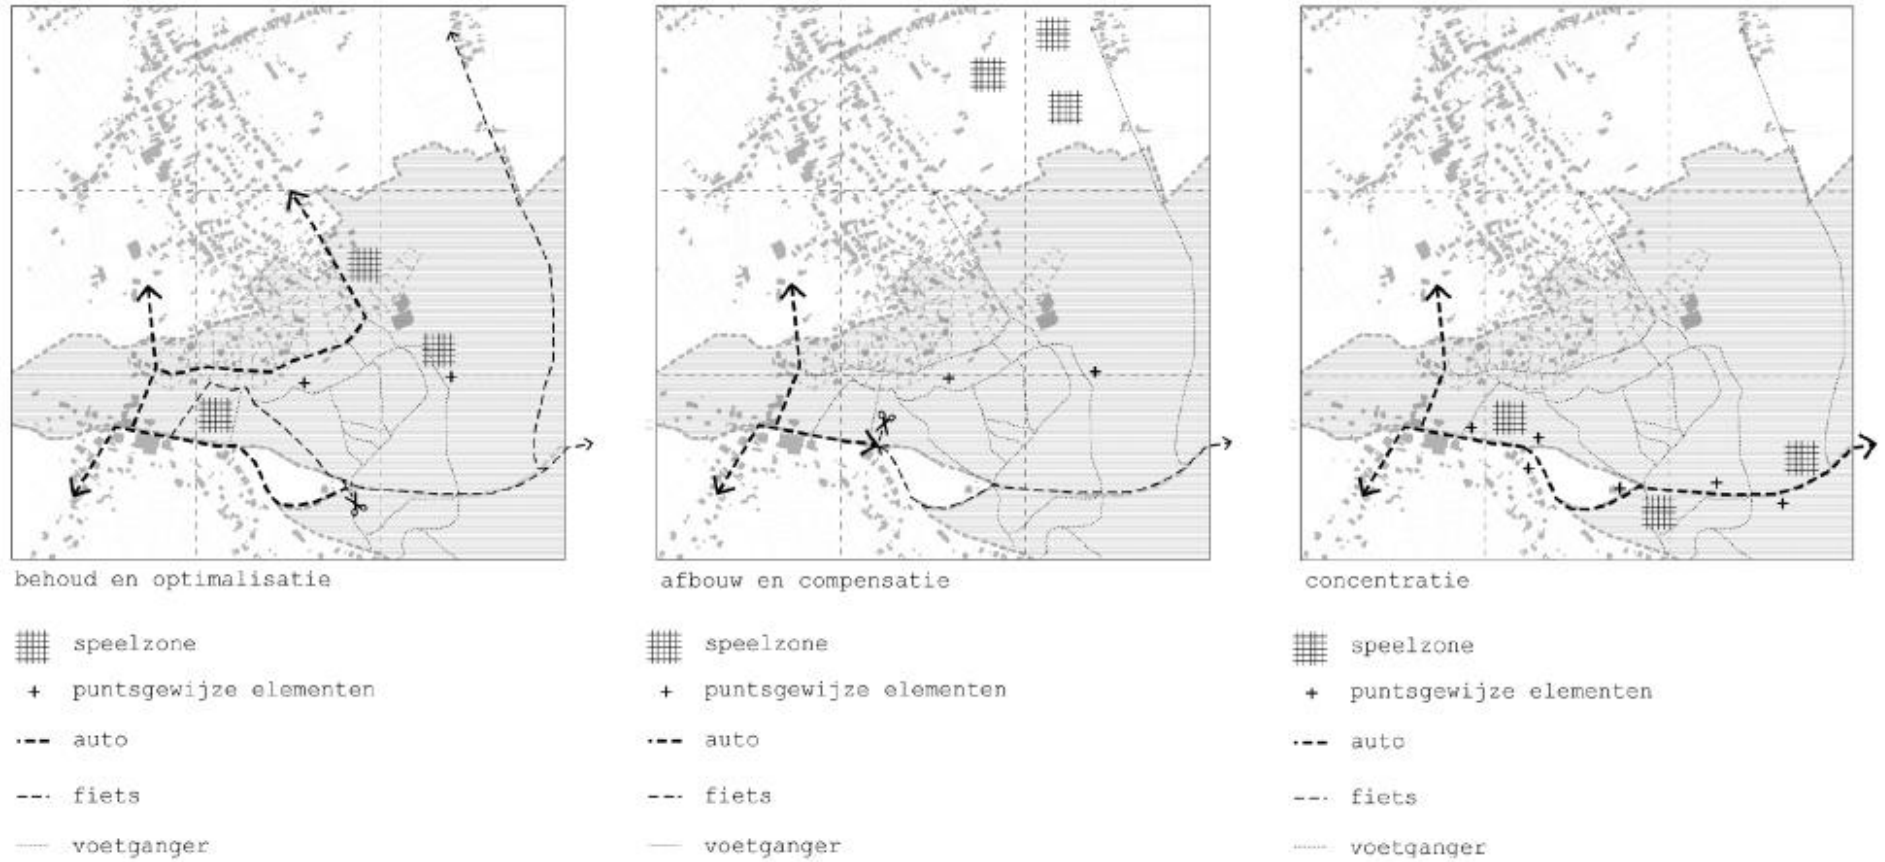 behoud en optimalisatie
speelzone
puntsgewijze elementen
auto
fiets
voetganger
afbouw en compensatie
speelzone
puntsgewijze elementen
auto
fiets
voetganger
concentratie
speelzone
puntsgewijze elementen
auto
fiets
voetganger